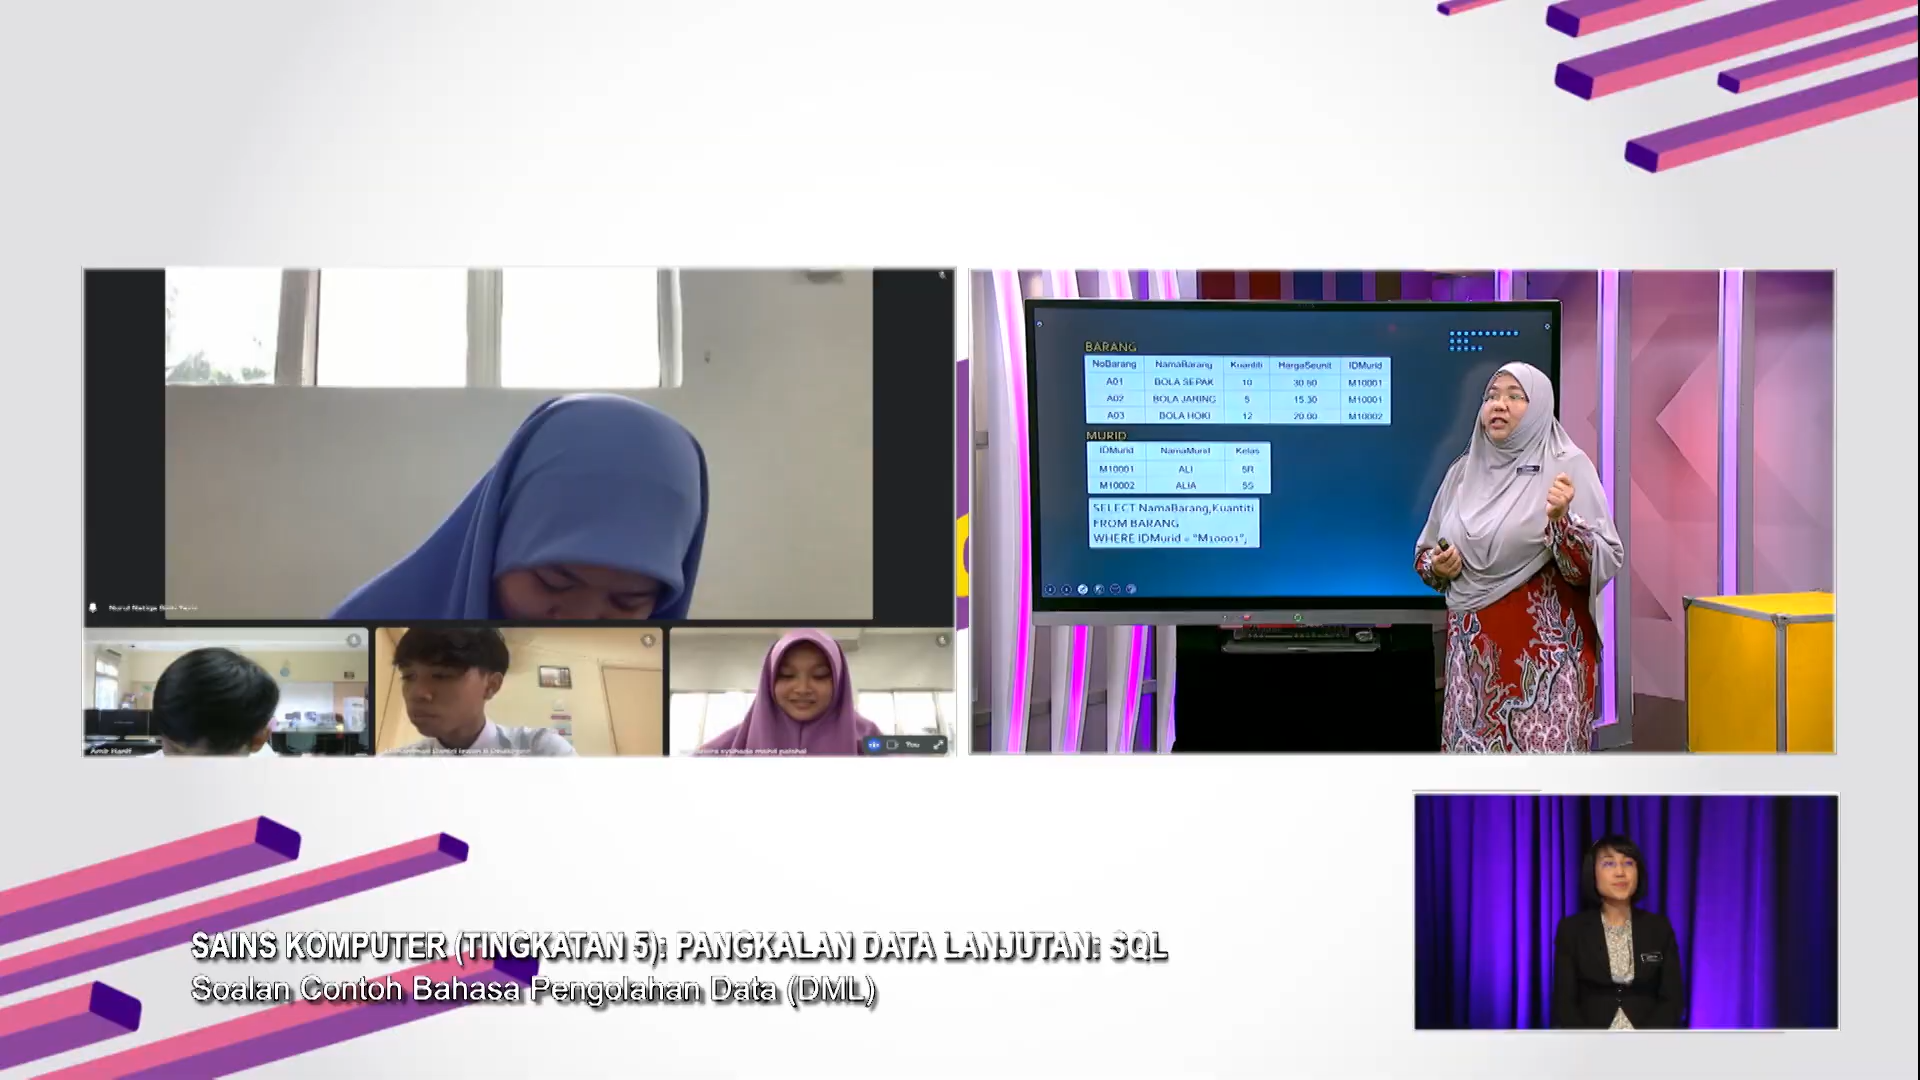 BARANG
NoBarang NamaBarang Kuantiti HargaSeunit IDMurid
A01 BOLA SEPAK 10 30.60 M10001
A02 BOLA JARING 5 15.30 M10001
A03 BOLA HOKI 12 20.00 M10002
MURID
IDMurid NamaMurid Kelas
M10001 ALI 5R
M10002 ALIA 5S
SELECT NamaBarang,Kuantiti
FROM BARANG
WHERE IDMurid = "M10001";
Amir Hanif
You
SAINS KOMPUTER (TINGKATAN 5): PANGKALAN DATA LANJUTAN: SQL
Soalan Contoh Bahasa Pengolahan Data (DML)